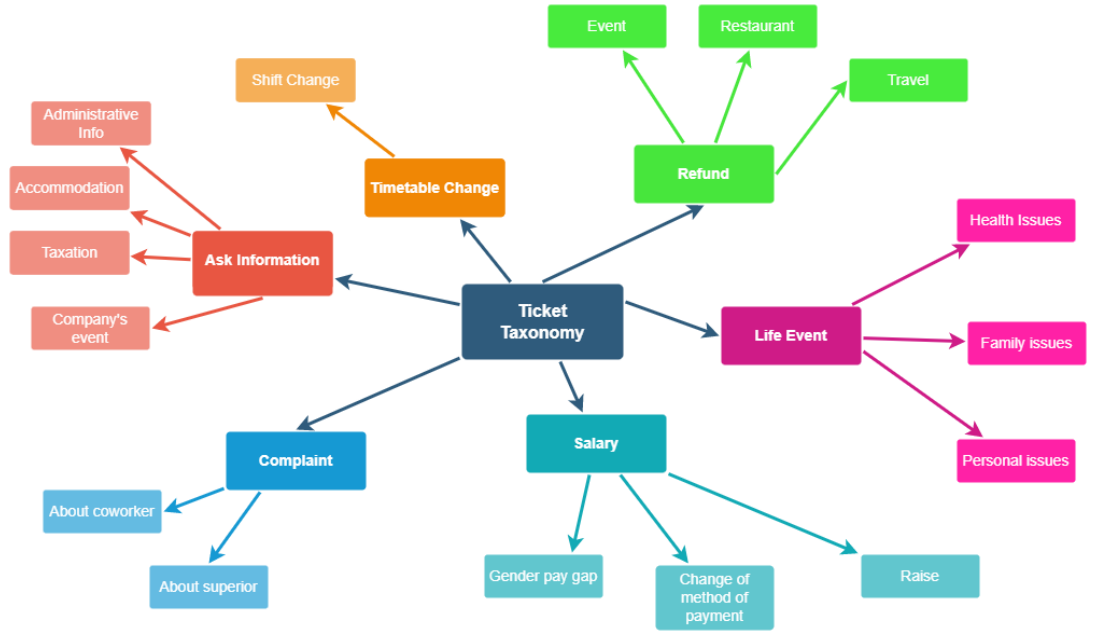 Event
Restaurant
Shift Change
Travel
Administrative
Info
Accommodation
Taxation
Company's
event
Timetable Change
Refund
Ask Information
Ticket
Taxonomy
Life Event
Health Issues
Family issues
Personal issues
Complaint
Salary
About coworker
About superior
Gender pay gap
Change of
method of
payment
Raise